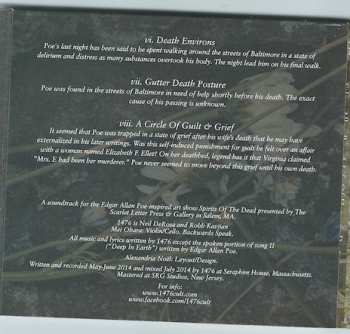 vi. Death Environs
Poe's last night has been said to be spent walking around the streets of Baltimore in a state of
delirium and distress as many substances overtook his body. The night lead him on his final walk.
vii. Gutter Death Posture
Poe was found in the streets of Baltimore in need of help shortly before his death. The exact
cause of his passing is unknown.
viii. A Circle Of Guilt & Grief
It seemed that Poe was trapped in a state of grief after his wife's death that he may have
externalized in his later writings. Was this self-induced punishment for guilt he felt over an affair
with a woman named Elizabeth F. Ellet? On her deathbed, legend has it that Virginia claimed
"Mrs. E had been her murderer." Poe never seemed to move beyond this grief until his own death.
A soundtrack for the Edgar Allan Poe-inspired art show Spirits Of The Dead presented by The
Scarlet Letter Press & Gallery in Salem, MA.
1476 is Neil DeRosa and Robb Kavjian
Mei Ohara: Violin/Cello, Backwards Speak.
All music and lyrics written by 1476 except the spoken portion of song II
("Deep In Earth") written by Edgar Allan Poe.
Alexandria Noël: Layout/Design.
Written and recorded May-June 2014 and mixed July 2014 by 1476 at Seraphym House, Massachusetts.
Mastered at SRG Studios, New Jersey.
For info:
www.1476cult.com
www.facebook.com/1476cult